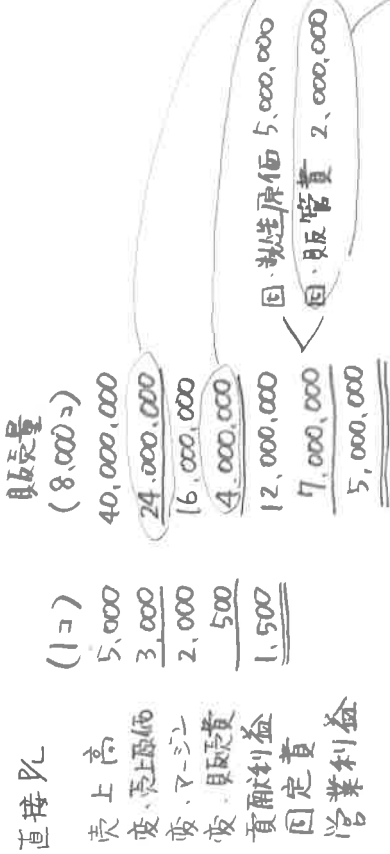 直接P/L (1コ) 販売量(8,000コ)
売上高 5,000 40,000,000
変.売上原価 3,000 24,000,000
変.マージン 2,000 16,000,000
変.販売費 500 4,000,000
貢献利益 1,500 12,000,000
固定費 7,000,000
営業利益 5,000,000
固.製造原価 5,000,000
固.販管費 2,000,000